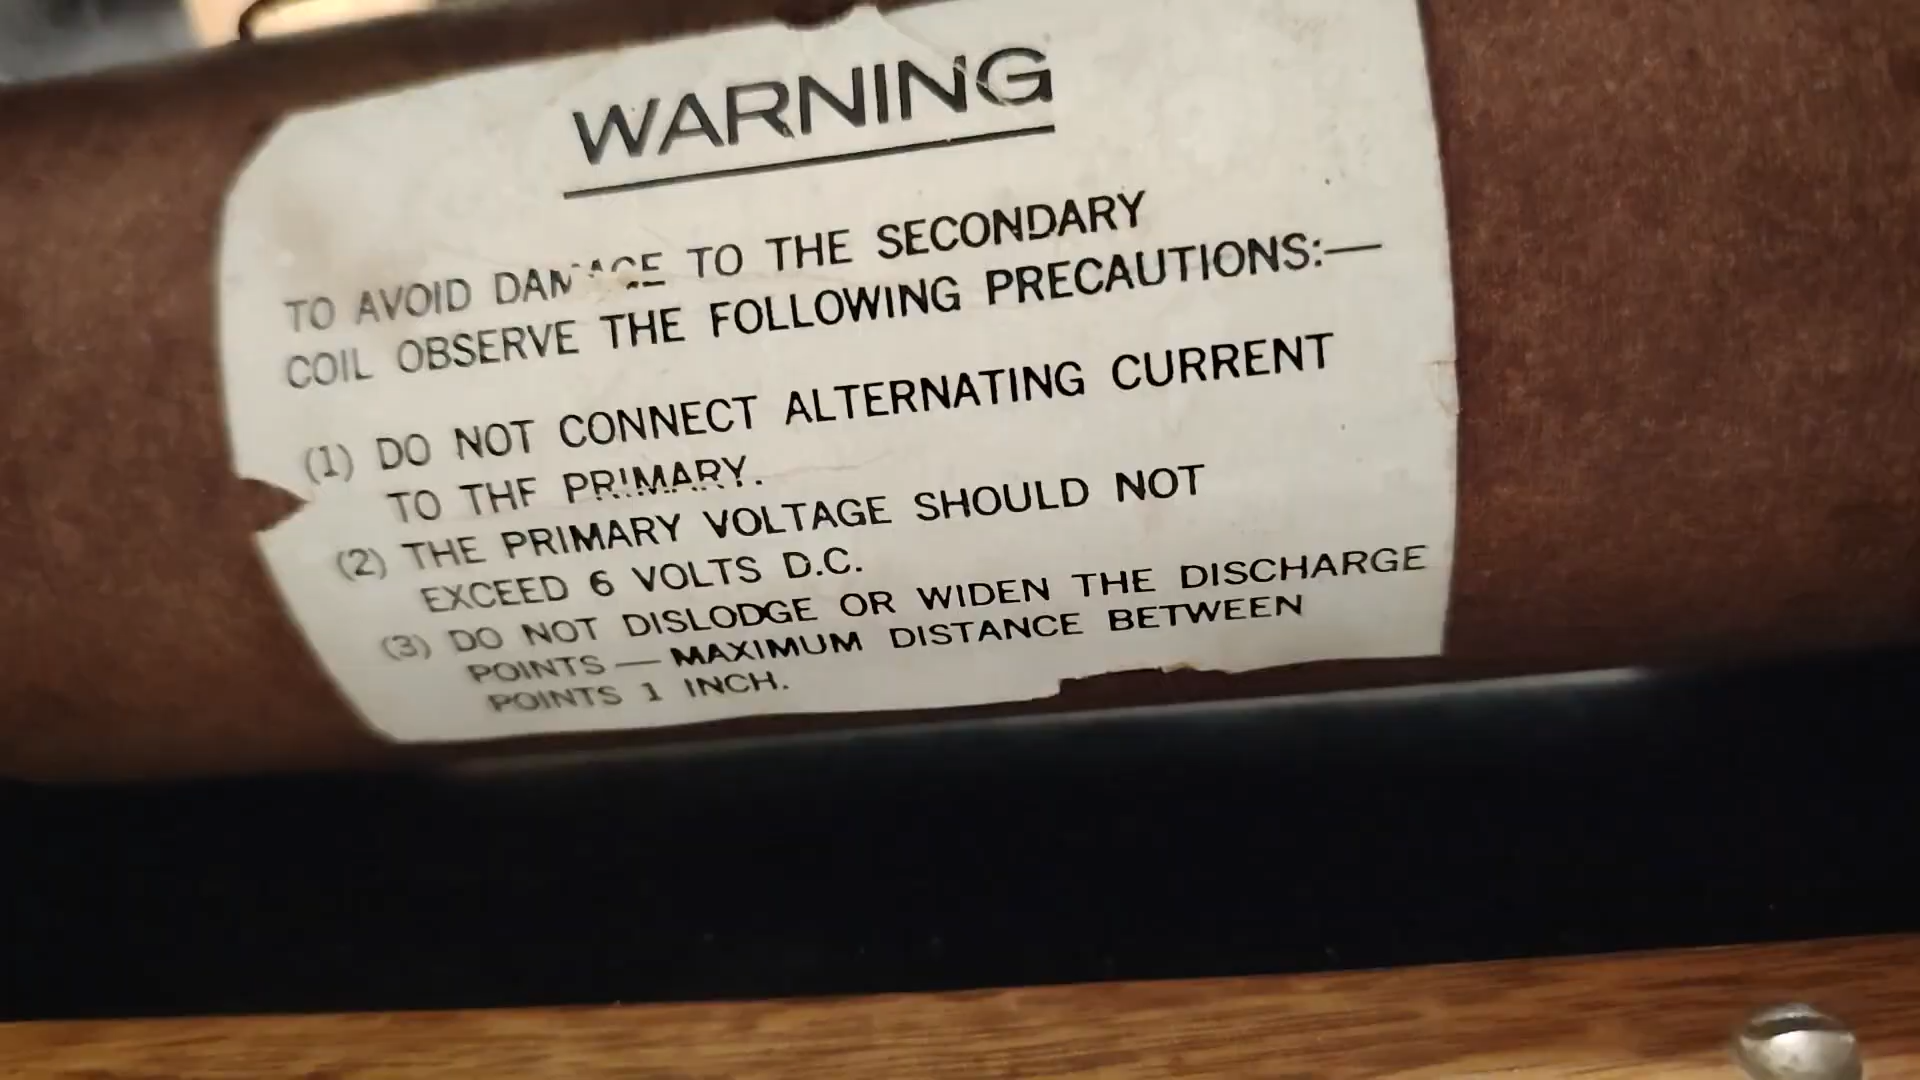 WARNING
TO AVOID DAMAGE TO THE SECONDARY
COIL OBSERVE THE FOLLOWING PRECAUTIONS:—
(1) DO NOT CONNECT ALTERNATING CURRENT
TO THE PRIMARY.
(2) THE PRIMARY VOLTAGE SHOULD NOT
EXCEED 6 VOLTS D.C.
(3) DO NOT DISLODGE OR WIDEN THE DISCHARGE
POINTS — MAXIMUM DISTANCE BETWEEN
POINTS 1 INCH.